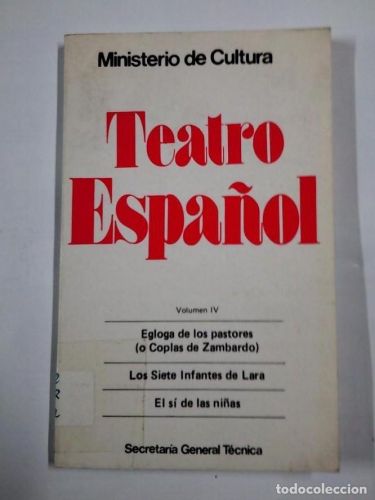 Ministerio de Cultura
Teatro
Español
Volumen IV
Egloga de los pastores
(o Coplas de Zambardo)
Los Siete Infantes de Lara
El sí de las niñas
Secretaría General Técnica
todocoleccion